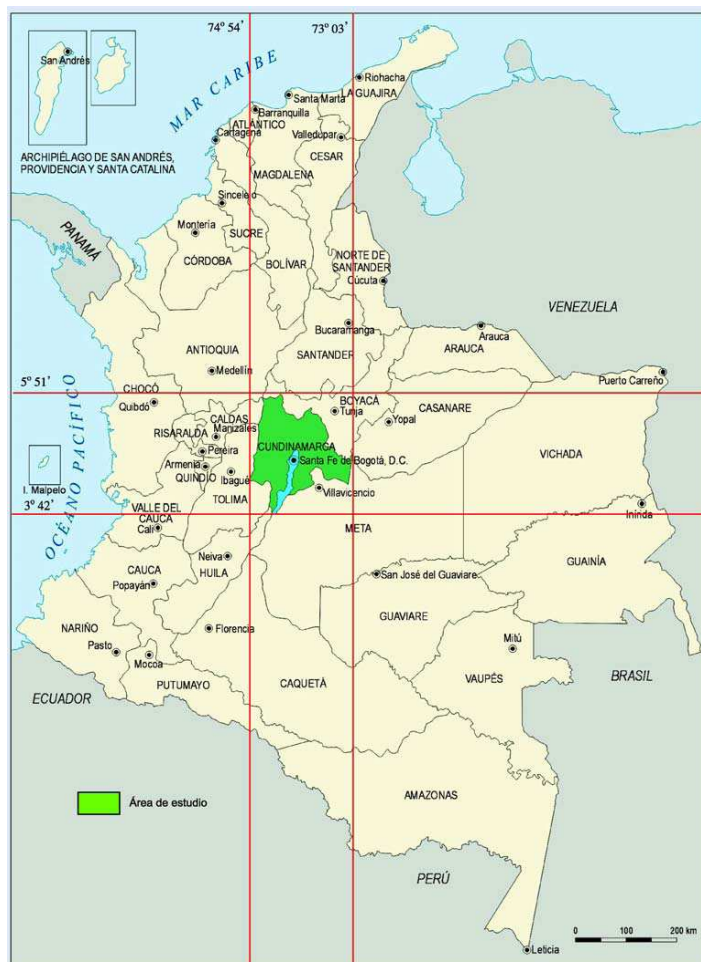 74 54'
73 03'
San Andrés
MAR CARIBE
Riohacha
LA GUAJIRA
Santa Marta
Barranquilla
ATLÁNTICO
Cartagena
Valledupar
CESAR
ARCHIPIÉLAGO DE SAN ANDRÉS,
PROVIDENCIA Y SANTA CATALINA
MAGDALENA
Sincelejo
PANAMÁ
Montería
SUCRE
CÓRDOBA
BOLÍVAR
NORTE DE
SANTANDER
Cúcuta
VENEZUELA
Bucaramanga
Arauca
ANTIOQUIA
SANTANDER
ARAUCA
Medellín
Puerto Carreño
5 51'
CHOCÓ
Quibdó
BOYACÁ
Tunja
CASANARE
Yopal
CALDAS
Manizales
RISARALDA
Pereira
CUNDINAMARCA
Santa Fe de Bogotá, D.C.
VICHADA
OCÉANO PACÍFICO
I. Malpelo
Armenia
QUINDÍO
Ibagué
Villavicencio
TOLIMA
3 42'
VALLE DEL
CAUCA
Cali
META
Inírida
Neiva
HUILA
GUAINÍA
CAUCA
Popayán
San José del Guaviare
NARIÑO
Florencia
GUAVIARE
Pasto
Mocoa
Mitú
ECUADOR
PUTUMAYO
CAQUETÁ
VAUPÉS
BRASIL
Área de estudio
AMAZONAS
PERÚ
0 100 200 km
Leticia